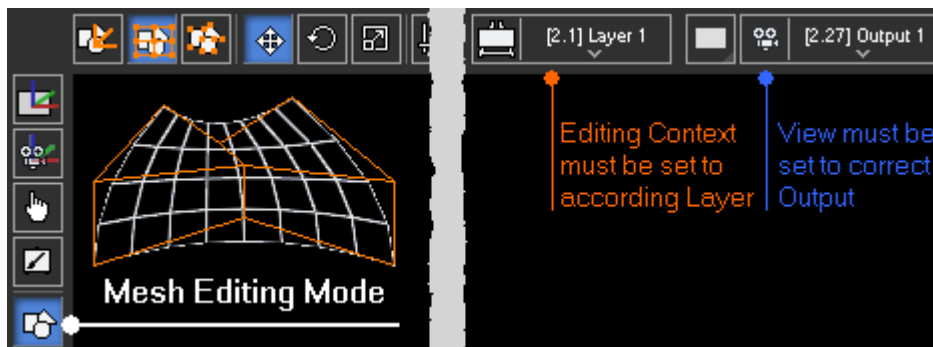 [2.1] Layer 1
[2.27] Output 1
Editing Context
must be set to
according Layer
View must be
set to correct
Output
Mesh Editing Mode